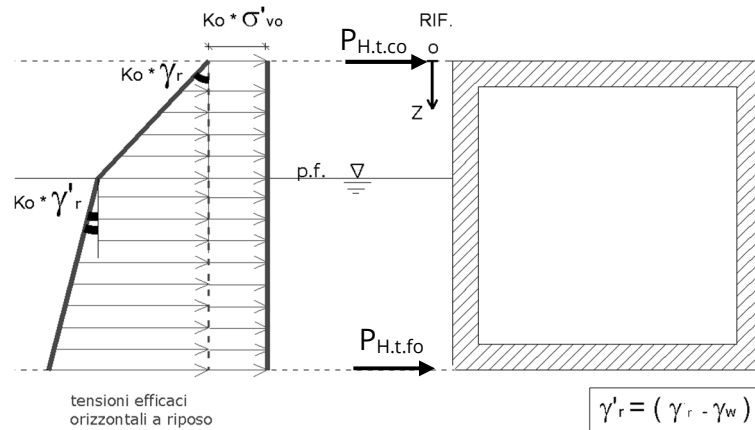 Ko * σ'vo
RIF.
PH.t.co
o
Ko * γr
Z
p.f.
Ko * γ'r
PH.t.fo
tensioni efficaci
orizzontali a riposo
γ'r = ( γr - γw )